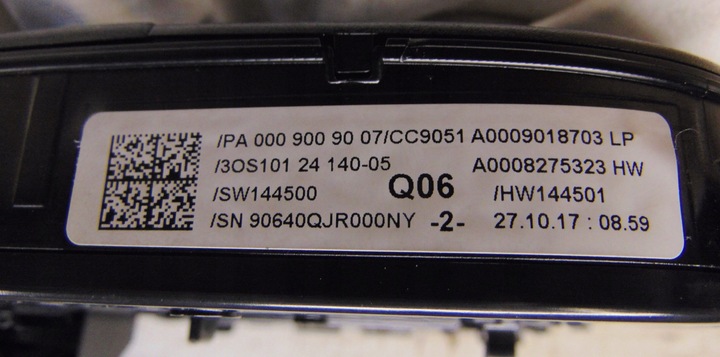 /PA 000 900 90 07/CC9051 A0009018703 LP
/3OS101 24 140-05 A0008275323 HW
/SW144500 Q06 /HW144501
/SN 90640QJR000NY -2- 27.10.17 : 08.59